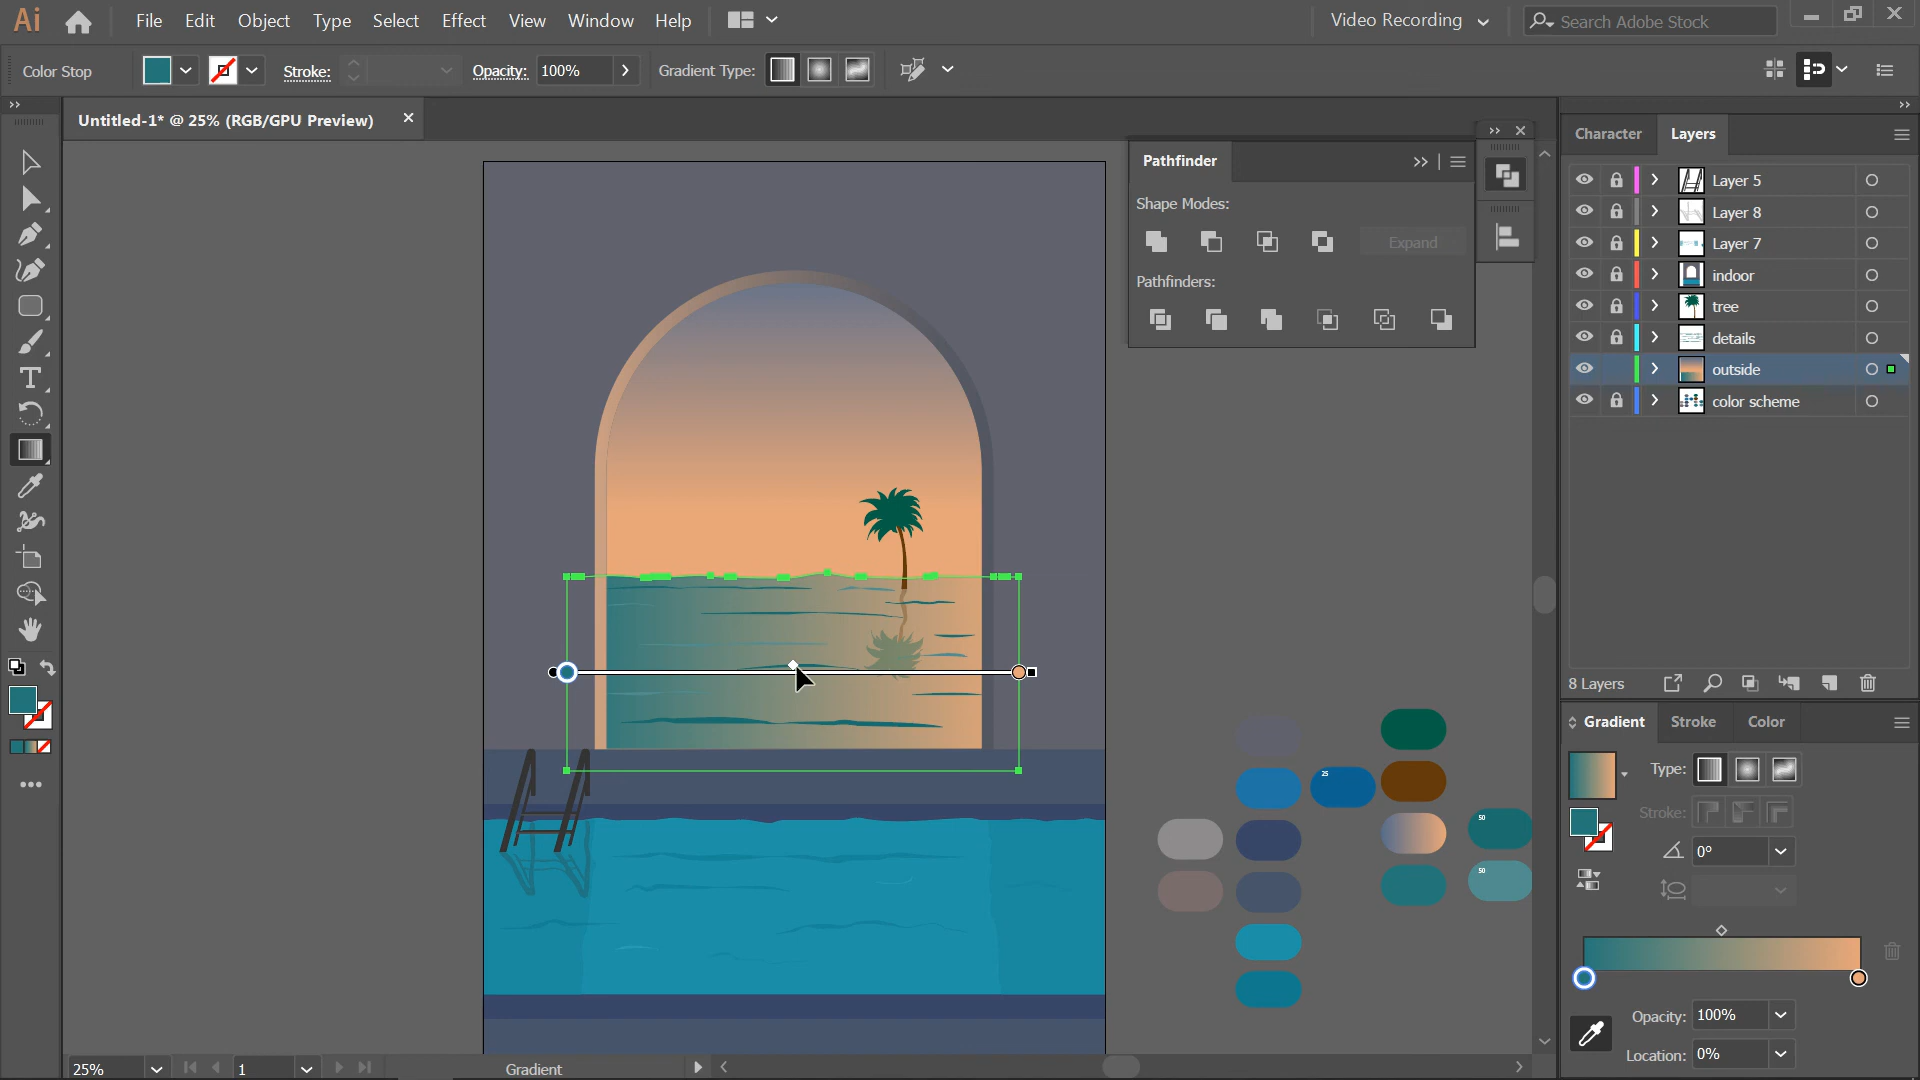 Ai File Edit Object Type Select Effect View Window Help Video Recording Search Adobe Stock
Color Stop Stroke: Opacity: 100% Gradient Type:
Untitled-1* @ 25% (RGB/GPU Preview)
Character Layers
Pathfinder
Shape Modes:
Expand
Pathfinders:
Layer 5
Layer 8
Layer 7
indoor
tree
details
outside
color scheme
8 Layers
Gradient Stroke Color
Type:
Stroke:
0°
25
50
50
Opacity: 100%
Location: 0%
25% 1 Gradient